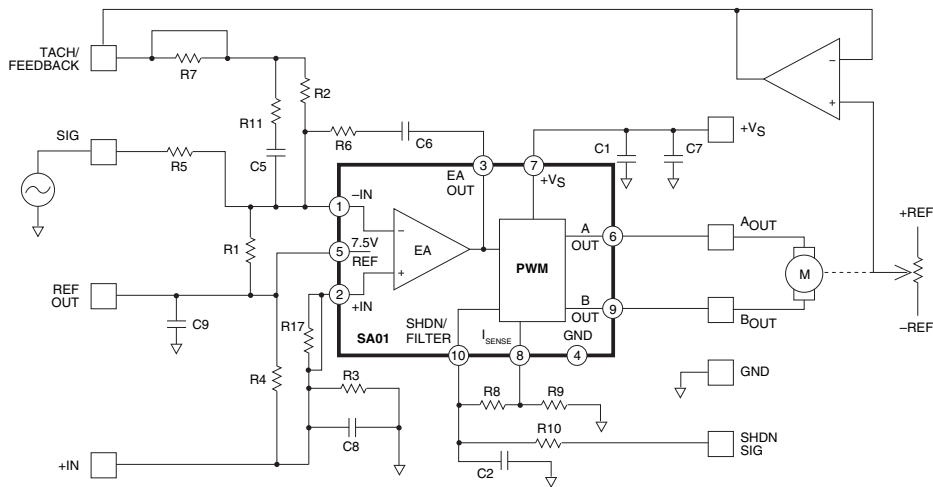 TACH/
FEEDBACK
R7
R2
R11
C5
R6
C6
SIG
R5
R1
REF
OUT
C9
R4
R17
R3
C8
+IN
1
–IN
5
7.5V
REF
2
+IN
EA
–
+
3
EA
OUT
7
+VS
PWM
A
OUT
6
B
OUT
9
SA01
SHDN/
FILTER
10
ISENSE
8
GND
4
R8
R9
R10
C2
C1
C7
+VS
–
+
AOUT
M
BOUT
+REF
–REF
GND
SHDN
SIG